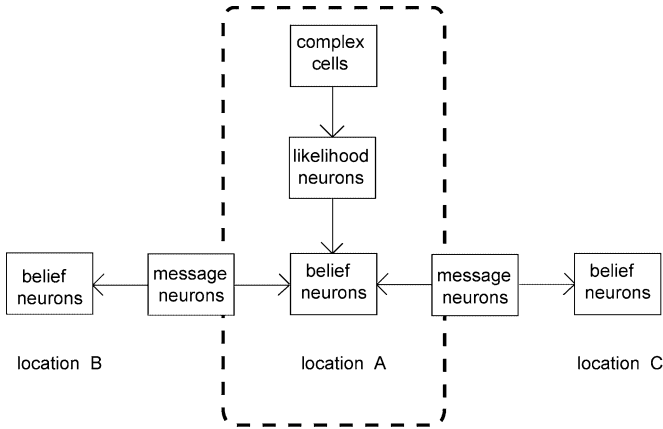 complex
cells
likelihood
neurons
belief
neurons
message
neurons
belief
neurons
message
neurons
belief
neurons
location B
location A
location C